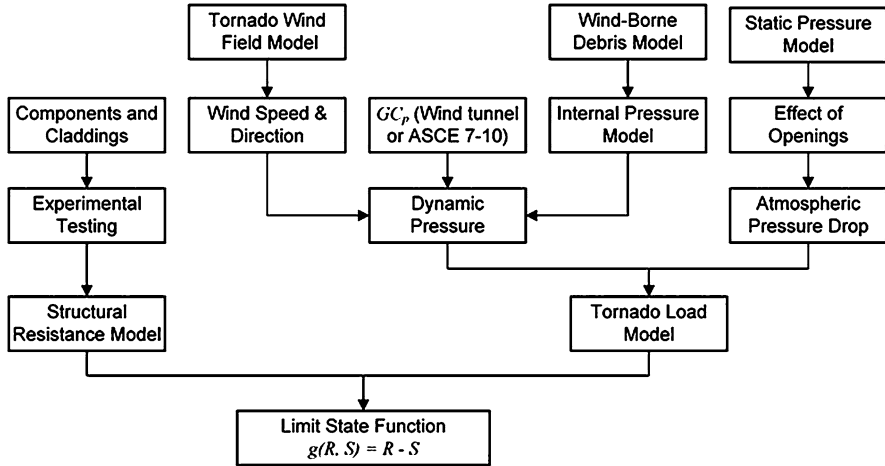 Tornado Wind
Field Model
Wind-Borne
Debris Model
Static Pressure
Model
Components and
Claddings
Wind Speed &
Direction
GCp (Wind tunnel
or ASCE 7-10)
Internal Pressure
Model
Effect of
Openings
Experimental
Testing
Dynamic
Pressure
Atmospheric
Pressure Drop
Structural
Resistance Model
Tornado Load
Model
Limit State Function
g(R, S) = R - S